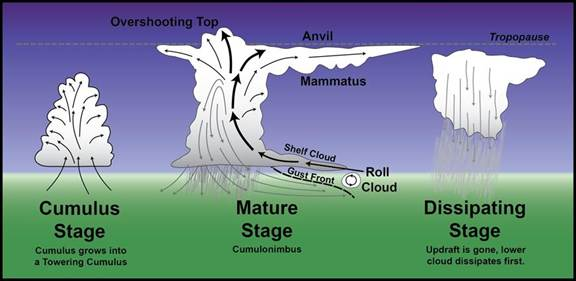 Overshooting Top
Anvil
Tropopause
Mammatus
Shelf Cloud
Gust Front
Roll
Cloud
Cumulus
Stage
Cumulus grows into
a Towering Cumulus
Mature
Stage
Cumulonimbus
Dissipating
Stage
Updraft is gone, lower
cloud dissipates first.